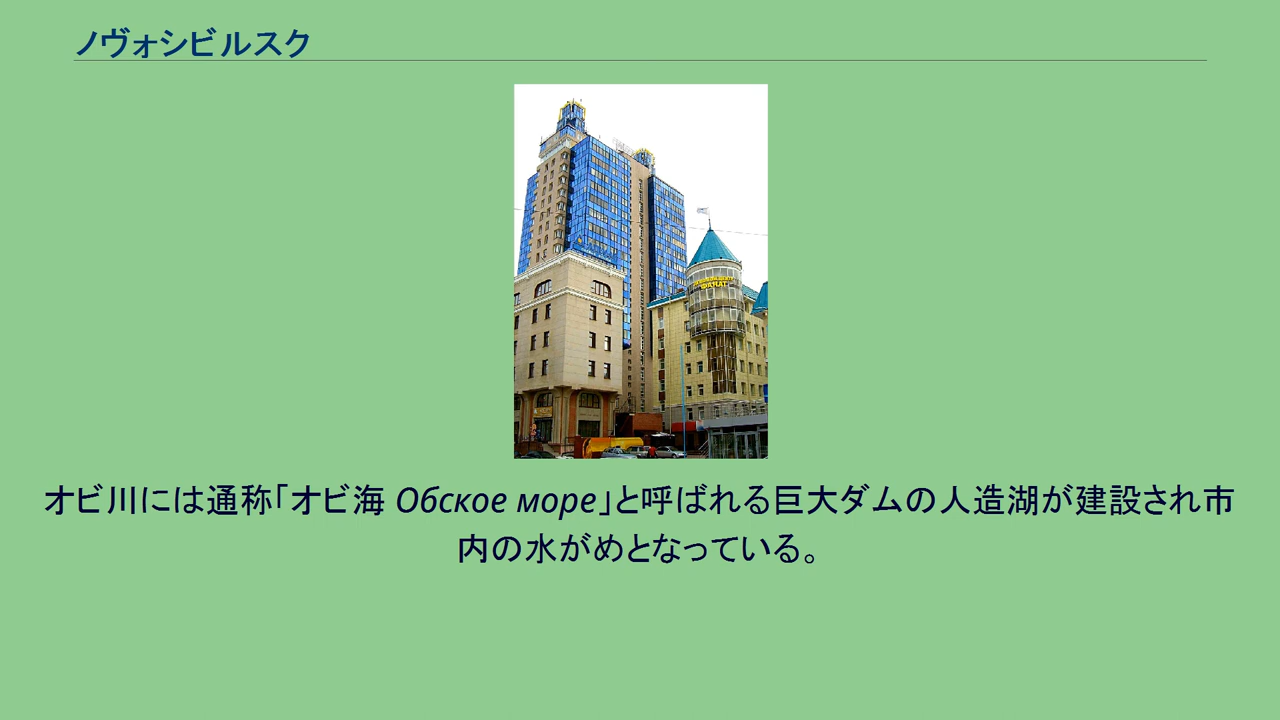 ノヴォシビルスク
オビ川には通称｢オビ海 Обское море｣と呼ばれる巨大ダムの人造湖が建設され市
内の水がめとなっている。